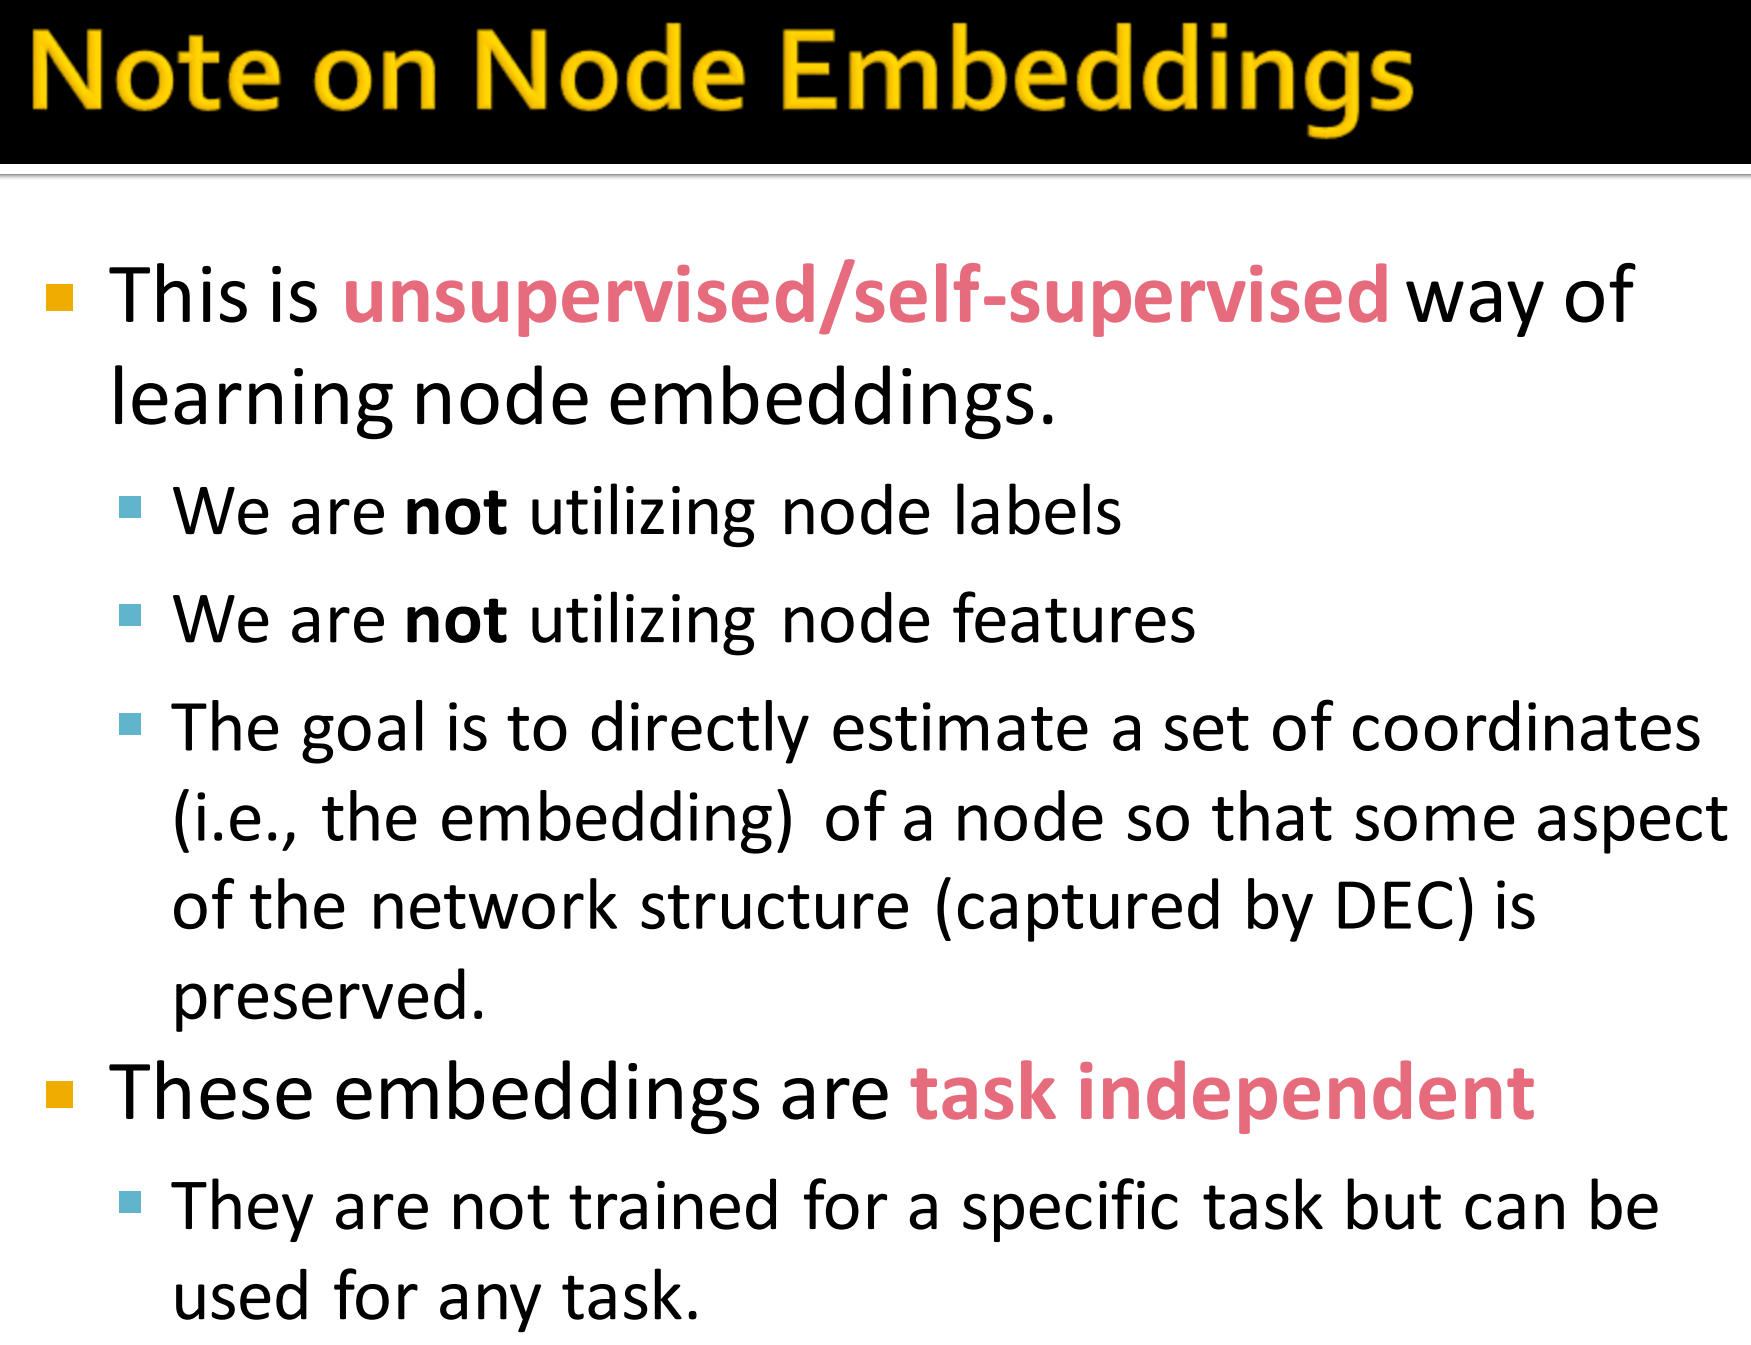 Note on Node Embeddings
This is unsupervised/self-supervised way of
learning node embeddings.
We are not utilizing node labels
We are not utilizing node features
The goal is to directly estimate a set of coordinates
(i.e., the embedding) of a node so that some aspect
of the network structure (captured by DEC) is
preserved.
These embeddings are task independent
They are not trained for a specific task but can be
used for any task.